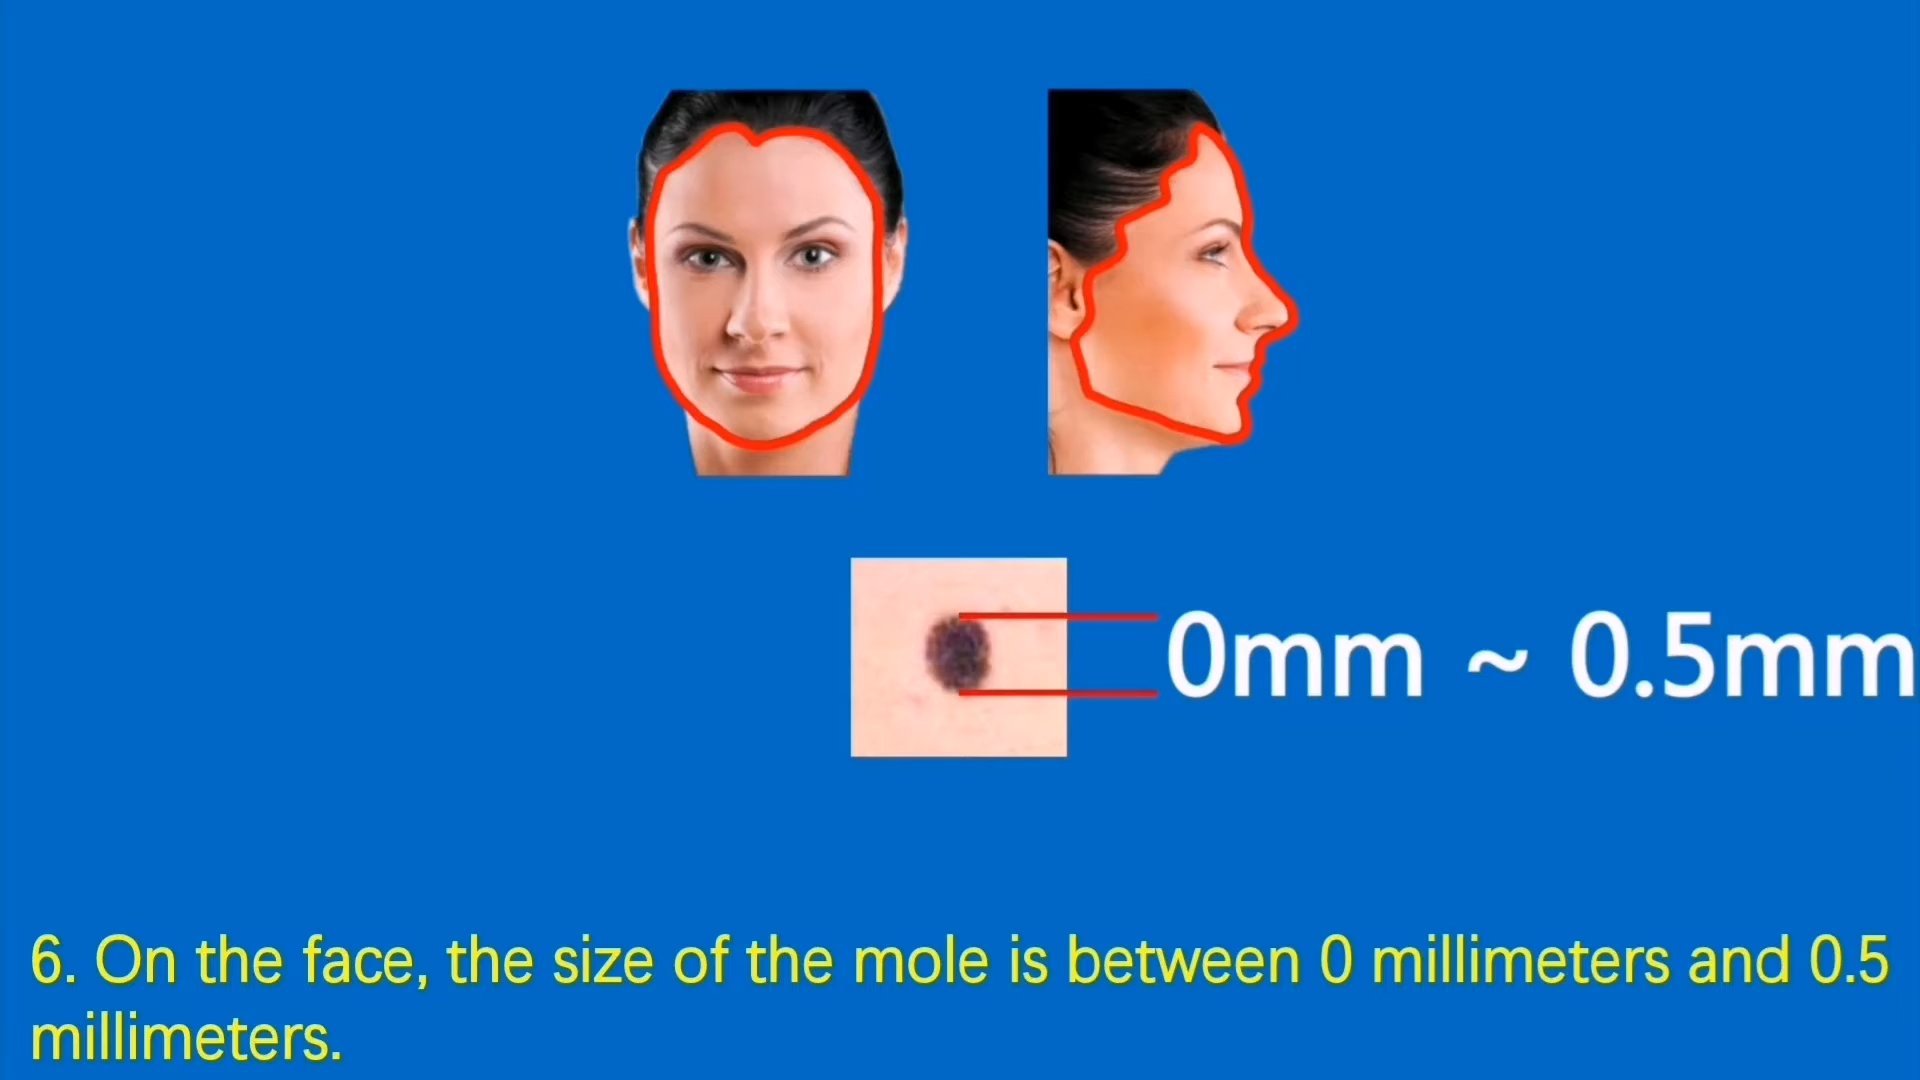 0mm ~ 0.5mm
6. On the face, the size of the mole is between 0 millimeters and 0.5
millimeters.